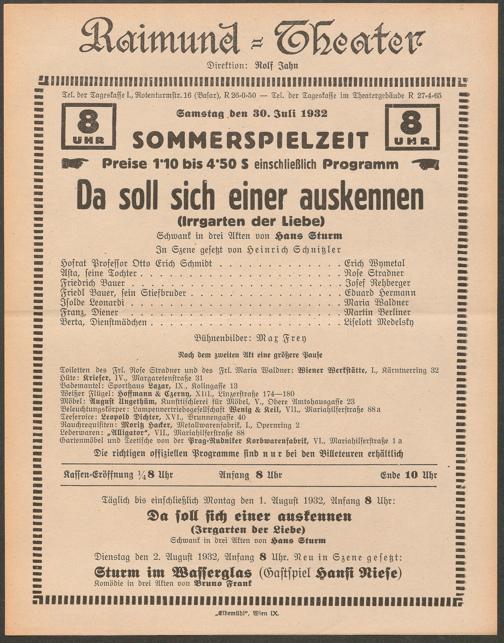 Raimund-Theater
Direktion: Rolf Jahn
Tel. der Tageskasse I., Rotenturmstr. 16 (Basar), R 26-0-50 — Tel. der Tageskasse im Theatergebäude R 27-4-65
Samstag den 30. Juli 1932
8 UHR
SOMMERSPIELZEIT
8 UHR
Preise 1·10 bis 4·50 S einschließlich Programm
Da soll sich einer auskennen
(Irrgarten der Liebe)
Schwank in drei Akten von Hans Sturm
In Szene gesetzt von Heinrich Schnitzler
Hofrat Professor Otto Erich Schmidt . . . . . . . . . . Erich Wymetal
Asta, seine Tochter . . . . . . . . . . Rose Stradner
Friedrich Bauer . . . . . . . . . . Josef Rehberger
Friedl Bauer, sein Stiefbruder . . . . . . . . . . Eduard Hermann
Isolde Leonardi . . . . . . . . . . Maria Waldner
Franz, Diener . . . . . . . . . . Martin Berliner
Berta, Dienstmädchen . . . . . . . . . . Liselott Medelsky
Bühnenbilder: Max Frey
Nach dem zweiten Akt eine größere Pause
Toiletten des Frl. Rose Stradner und des Frl. Maria Waldner: Wiener Werkstätte, I., Kärntnerring 32
Hüte: Krieser, IV., Margaretenstraße 31
Bademantel: Sporthaus Lazar, IX., Kolingasse 13
Weißer Flügel: Hofmann & Czerny, XIII., Linzerstraße 174—180
Möbel: August Ungethüm, Kunsttischlerei für Möbel, V., Obere Amtshausgasse 23
Beleuchtungskörper: Lampenvertriebgesellschaft Wenig & Keil, VII., Mariahilferstraße 88a
Teeservice: Leopold Dichter, XVI., Brunnengasse 40
Rauchrequisiten: Moritz Hacker, Metallwarenfabrik, I., Opernring 2
Lederwaren: „Alligator“, VII., Mariahilferstraße 88
Gartenmöbel und Teetische von der Prag-Rudniker Korbwarenfabrik, VI., Mariahilferstraße 1a
Die richtigen offiziellen Programme sind nur bei den Billeteuren erhältlich
Kassen-Eröffnung ¼8 Uhr Anfang 8 Uhr Ende 10 Uhr
Täglich bis einschließlich Montag den 1. August 1932, Anfang 8 Uhr:
Da soll sich einer auskennen
(Irrgarten der Liebe)
Schwank in drei Akten von Hans Sturm
Dienstag den 2. August 1932, Anfang 8 Uhr. Neu in Szene gesetzt:
Sturm im Wasserglas (Gastspiel Hansi Niese)
Komödie in drei Akten von Bruno Frank
„Elbemühl“, Wien IX.